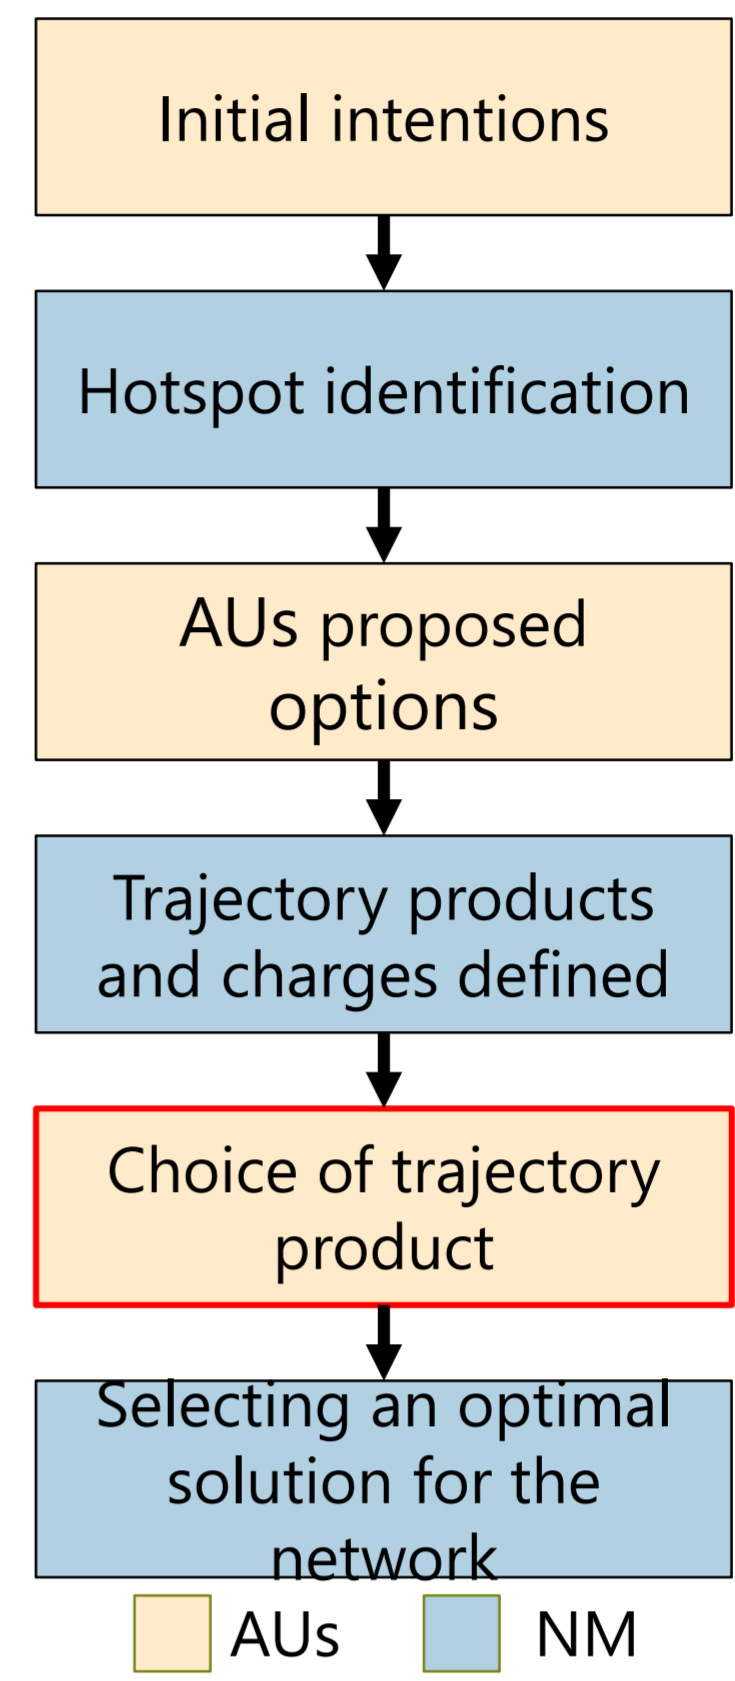 Initial intentions
Hotspot identification
AUs proposed
options
Trajectory products
and charges defined
Choice of trajectory
product
Selecting an optimal
solution for the
network
AUs
NM